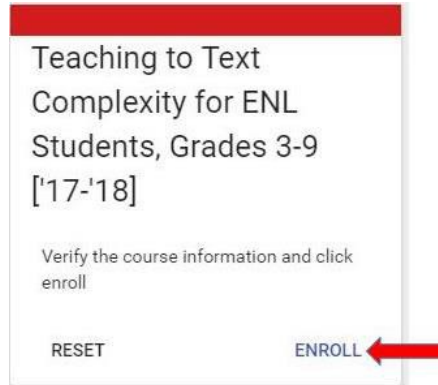 Teaching to Text
Complexity for ENL
Students, Grades 3-9
['17-'18]
Verify the course information and click
enroll
RESET ENROLL